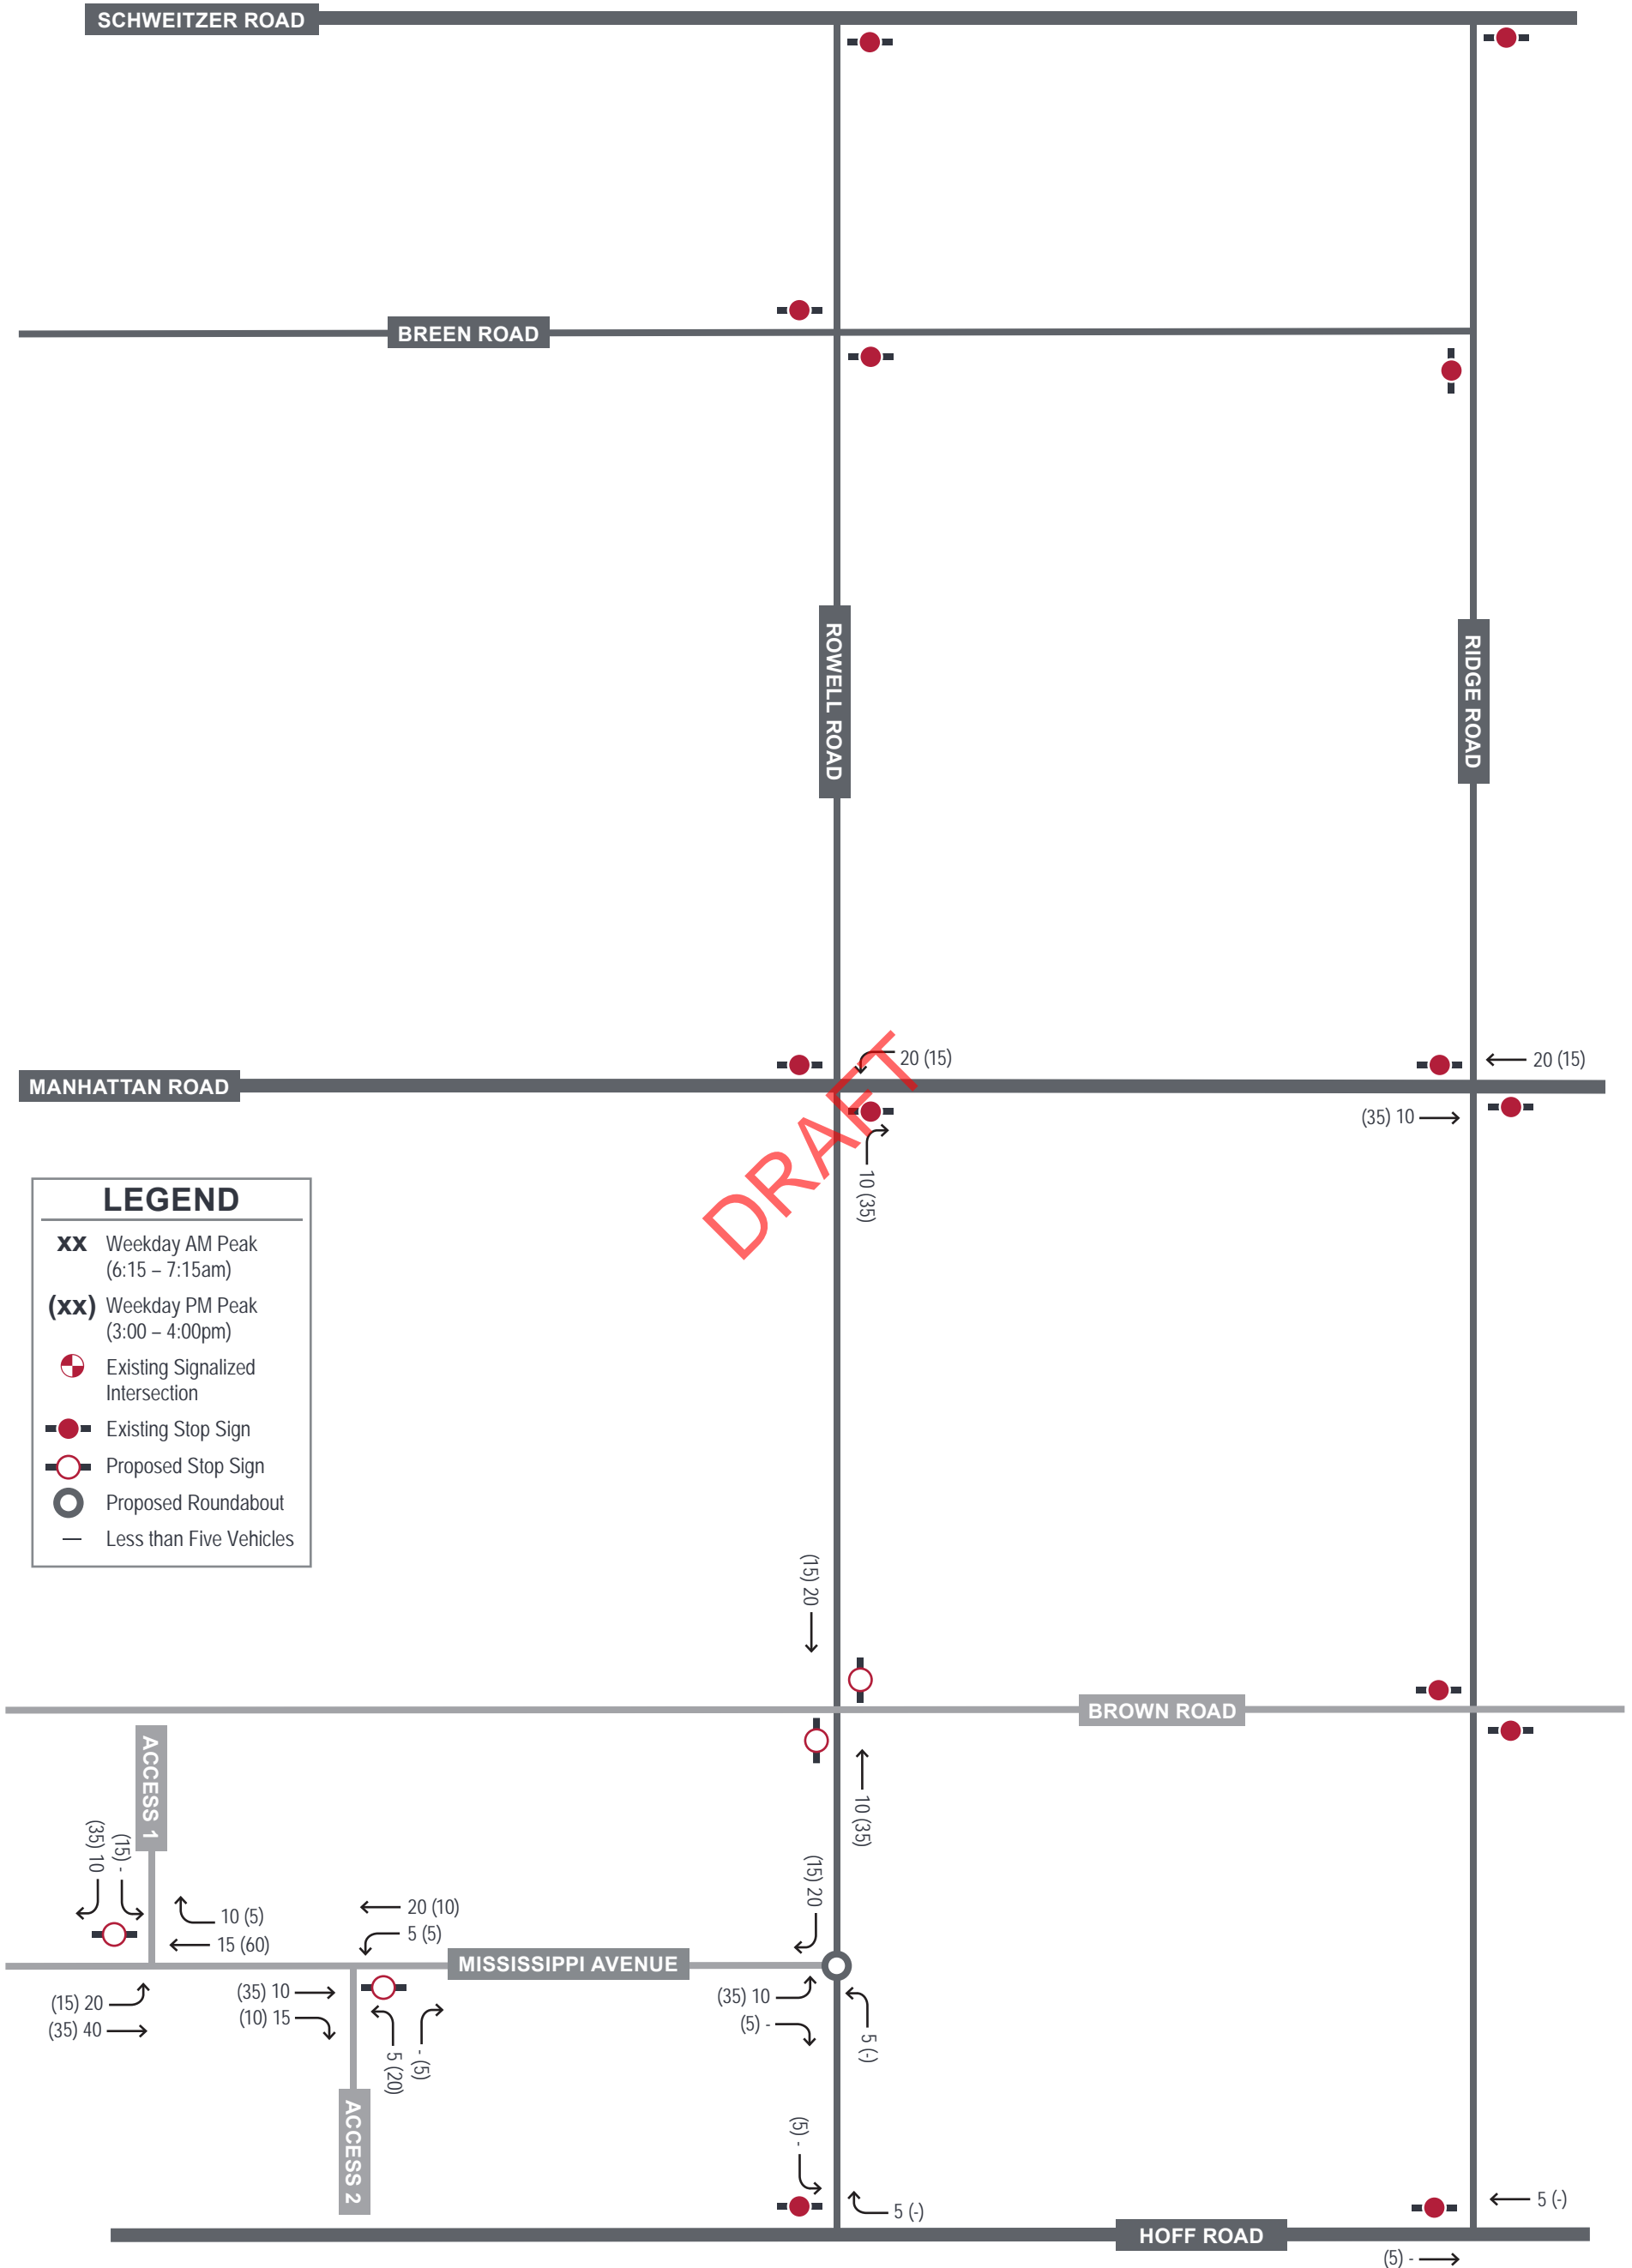 SCHWEITZER ROAD
BREEN ROAD
ROWELL ROAD
RIDGE ROAD
20 (15)
20 (15)
MANHATTAN ROAD
(35) 10
10 (35)
DRAFT
LEGEND
xx Weekday AM Peak
(6:15 – 7:15am)
(xx) Weekday PM Peak
(3:00 – 4:00pm)
Existing Signalized
Intersection
Existing Stop Sign
Proposed Stop Sign
Proposed Roundabout
— Less than Five Vehicles
(15) 20
BROWN ROAD
ACCESS 1
10 (35)
(35) 10
(15) -
(15) 20
10 (5)
15 (60)
20 (10)
5 (5)
MISSISSIPPI AVENUE
(15) 20
(35) 40
(35) 10
(10) 15
5 (20)
- (5)
(35) 10
(5) -
5 (-)
ACCESS 2
(5) -
5 (-)
5 (-)
HOFF ROAD
(5) -